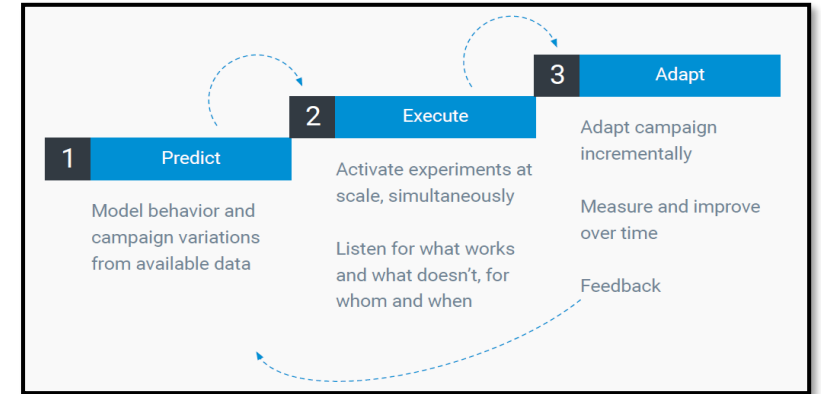 1
Predict
Model behavior and
campaign variations
from available data
2
Execute
Activate experiments at
scale, simultaneously
Listen for what works
and what doesn't, for
whom and when
3
Adapt
Adapt campaign
incrementally
Measure and improve
over time
Feedback